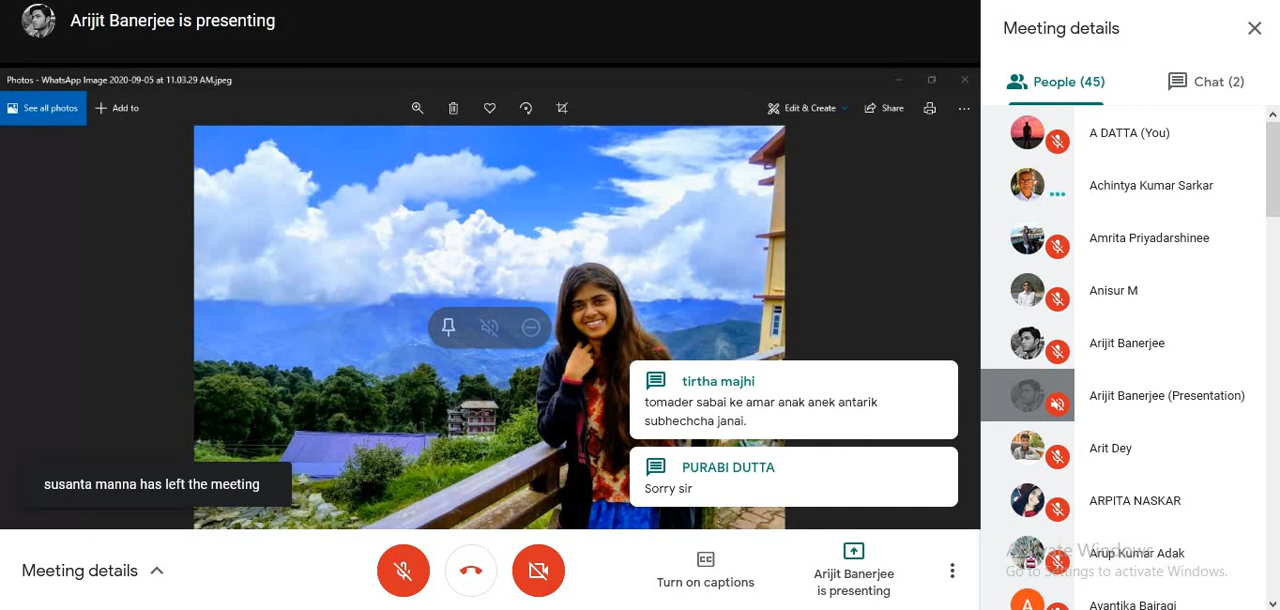 Arijit Banerjee is presenting
Photos - WhatsApp Image 2020-09-05 at 11.03.29 AM.jpeg
See all photos
Add to
Edit & Create
Share
tirtha majhi
tomader sabai ke amar anak anek antarik
subhechcha janai.
PURABI DUTTA
Sorry sir
susanta manna has left the meeting
Meeting details
Turn on captions
Arijit Banerjee
is presenting
Meeting details
People (45)
Chat (2)
A DATTA (You)
Achintya Kumar Sarkar
Amrita Priyadarshinee
Anisur M
Arijit Banerjee
Arijit Banerjee (Presentation)
Arit Dey
ARPITA NASKAR
Activate Windows
Arup Kumar Adak
Go to Settings to activate Windows.
A
Avantika Bairagi